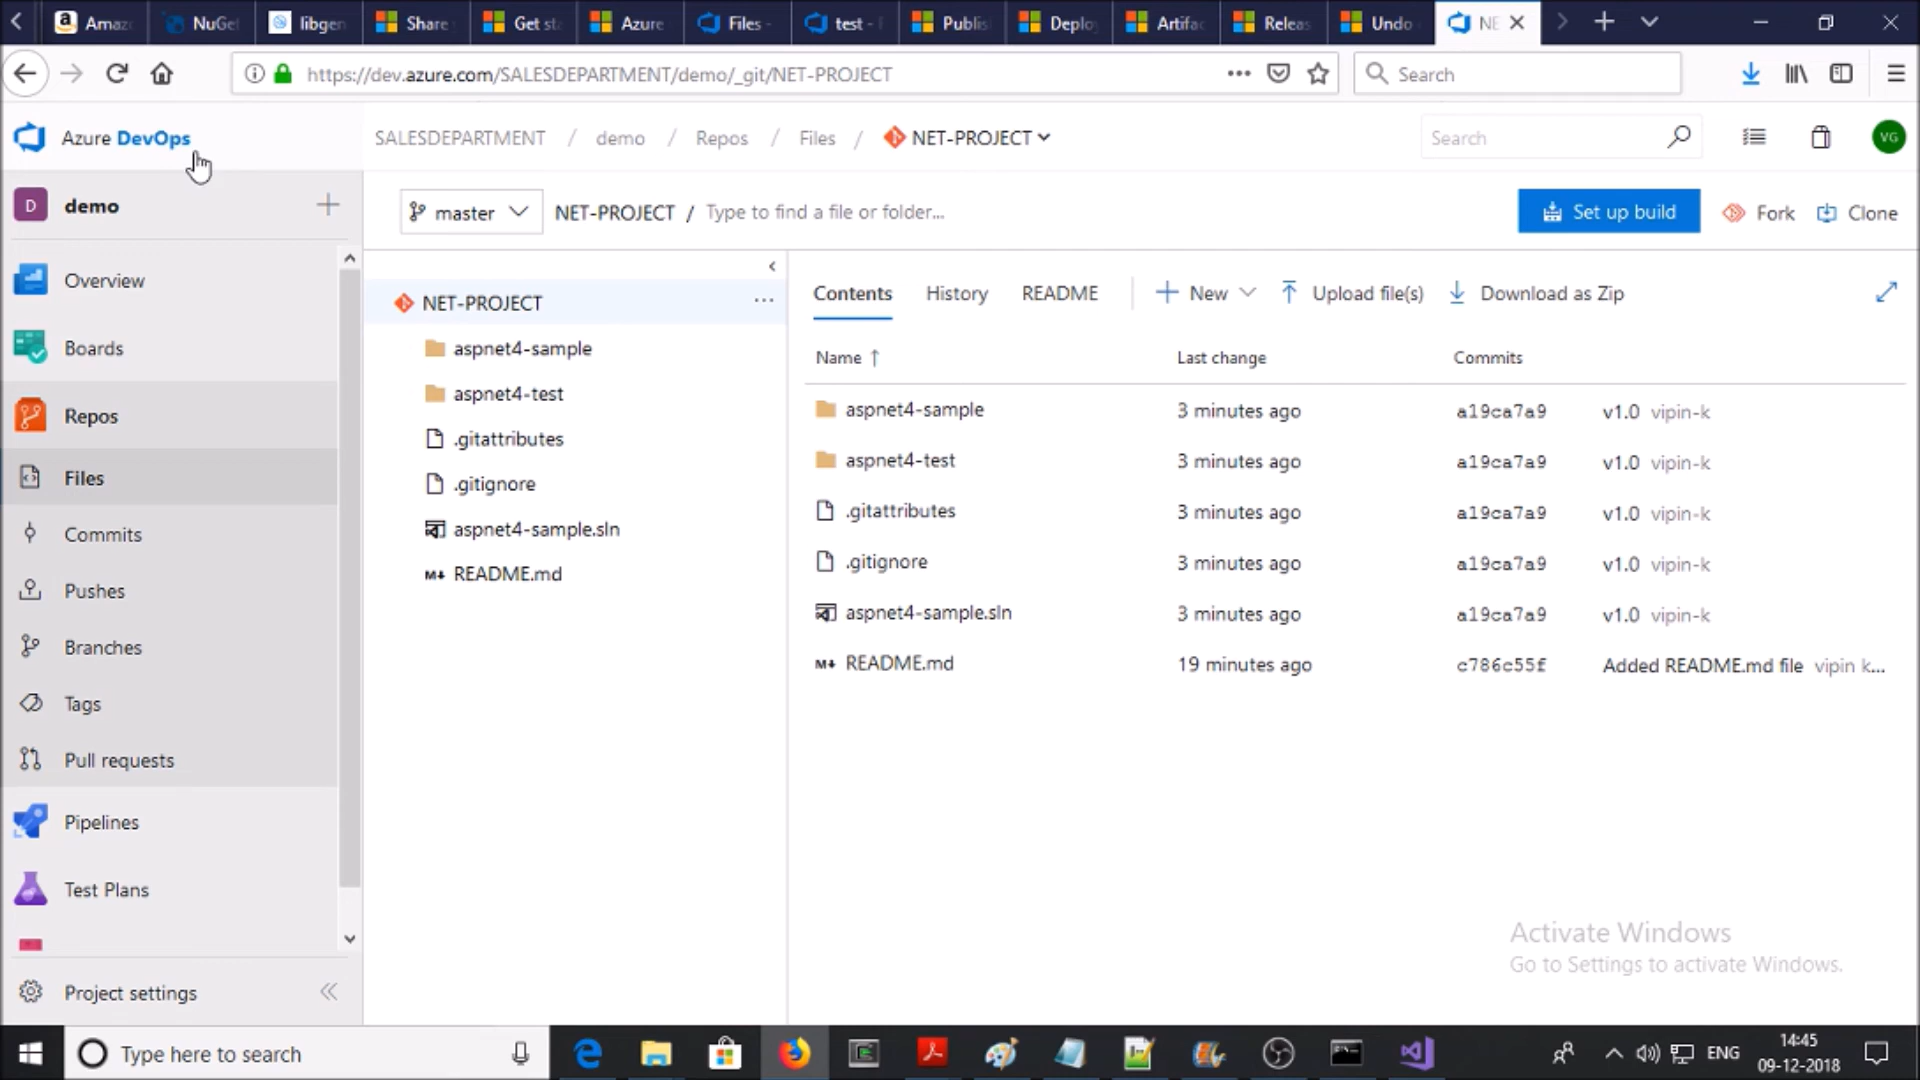 Amaz
NuGet
libgen
Share
Get sta
Azure
Files -
test -
Publis
Deploy
Artifac
Releas
Undo
NE
https://dev.azure.com/SALESDEPARTMENT/demo/_git/NET-PROJECT
Search
Azure DevOps
SALESDEPARTMENT / demo / Repos / Files / NET-PROJECT
Search
VG
D demo
master
NET-PROJECT / Type to find a file or folder...
Set up build
Fork
Clone
Overview
Boards
Repos
Files
Commits
Pushes
Branches
Tags
Pull requests
Pipelines
Test Plans
Project settings
NET-PROJECT
aspnet4-sample
aspnet4-test
.gitattributes
.gitignore
aspnet4-sample.sln
README.md
Contents History README New Upload file(s) Download as Zip
Name Last change Commits
aspnet4-sample 3 minutes ago a19ca7a9 v1.0 vipin-k
aspnet4-test 3 minutes ago a19ca7a9 v1.0 vipin-k
.gitattributes 3 minutes ago a19ca7a9 v1.0 vipin-k
.gitignore 3 minutes ago a19ca7a9 v1.0 vipin-k
aspnet4-sample.sln 3 minutes ago a19ca7a9 v1.0 vipin-k
README.md 19 minutes ago c786c55f Added README.md file vipin k...
Activate Windows
Go to Settings to activate Windows.
Type here to search
ENG
14:45
09-12-2018